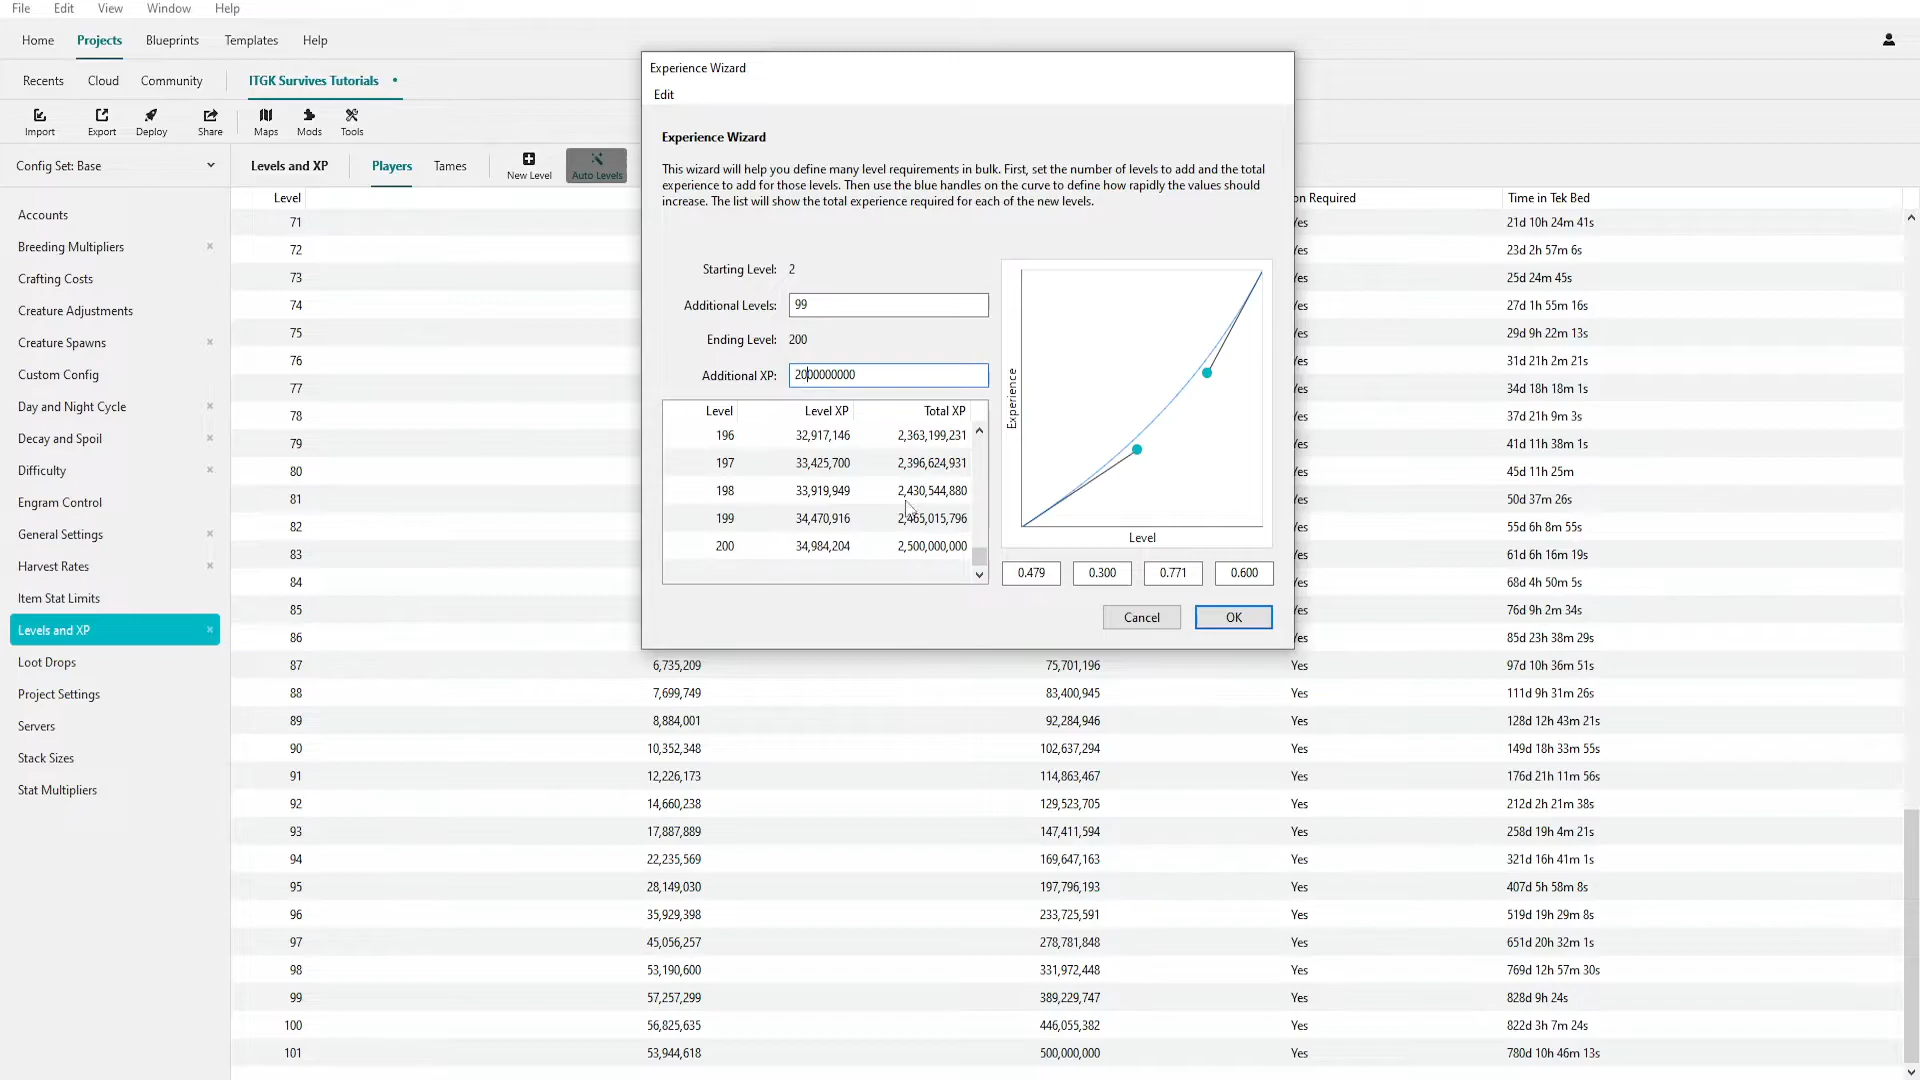 File Edit View Window Help
Home Projects Blueprints Templates Help
Recents Cloud Community ITGK Survives Tutorials •
Import Export Deploy Share Maps Mods Tools
Config Set: Base
Levels and XP Players Tames New Level Auto Levels
Accounts
Breeding Multipliers
Crafting Costs
Creature Adjustments
Creature Spawns
Custom Config
Day and Night Cycle
Decay and Spoil
Difficulty
Engram Control
General Settings
Harvest Rates
Item Stat Limits
Levels and XP
Loot Drops
Project Settings
Servers
Stack Sizes
Stat Multipliers
Experience Wizard
Edit
Experience Wizard
This wizard will help you define many level requirements in bulk. First, set the number of levels to add and the total
experience to add for those levels. Then use the blue handles on the curve to define how rapidly the values should
increase. The list will show the total experience required for each of the new levels.
Starting Level: 2
Additional Levels: 99
Ending Level: 200
Additional XP: 2000000000
Level Level XP Total XP
196 32,917,146 2,363,199,231
197 33,425,700 2,396,624,931
198 33,919,949 2,430,544,880
199 34,470,916 2,465,015,796
200 34,984,204 2,500,000,000
Experience
Level
0.479 0.300 0.771 0.600
Cancel OK
Level on Required Time in Tek Bed
71 Yes 21d 10h 24m 41s
72 Yes 23d 2h 57m 6s
73 Yes 25d 24m 45s
74 Yes 27d 1h 55m 16s
75 Yes 29d 9h 22m 13s
76 Yes 31d 21h 2m 21s
77 Yes 34d 18h 18m 1s
78 Yes 37d 21h 9m 3s
79 Yes 41d 11h 38m 1s
80 Yes 45d 11h 25m
81 Yes 50d 37m 26s
82 Yes 55d 6h 8m 55s
83 Yes 61d 6h 16m 19s
84 Yes 68d 4h 50m 5s
85 Yes 76d 9h 2m 34s
86 Yes 85d 23h 38m 29s
87 6,735,209 75,701,196 Yes 97d 10h 36m 51s
88 7,699,749 83,400,945 Yes 111d 9h 31m 26s
89 8,884,001 92,284,946 Yes 128d 12h 43m 21s
90 10,352,348 102,637,294 Yes 149d 18h 33m 55s
91 12,226,173 114,863,467 Yes 176d 21h 11m 56s
92 14,660,238 129,523,705 Yes 212d 2h 21m 38s
93 17,887,889 147,411,594 Yes 258d 19h 4m 21s
94 22,235,569 169,647,163 Yes 321d 16h 41m 1s
95 28,149,030 197,796,193 Yes 407d 5h 58m 8s
96 35,929,398 233,725,591 Yes 519d 19h 29m 8s
97 45,056,257 278,781,848 Yes 651d 20h 32m 1s
98 53,190,600 331,972,448 Yes 769d 12h 57m 30s
99 57,257,299 389,229,747 Yes 828d 9h 24s
100 56,825,635 446,055,382 Yes 822d 3h 7m 24s
101 53,944,618 500,000,000 Yes 780d 10h 46m 13s